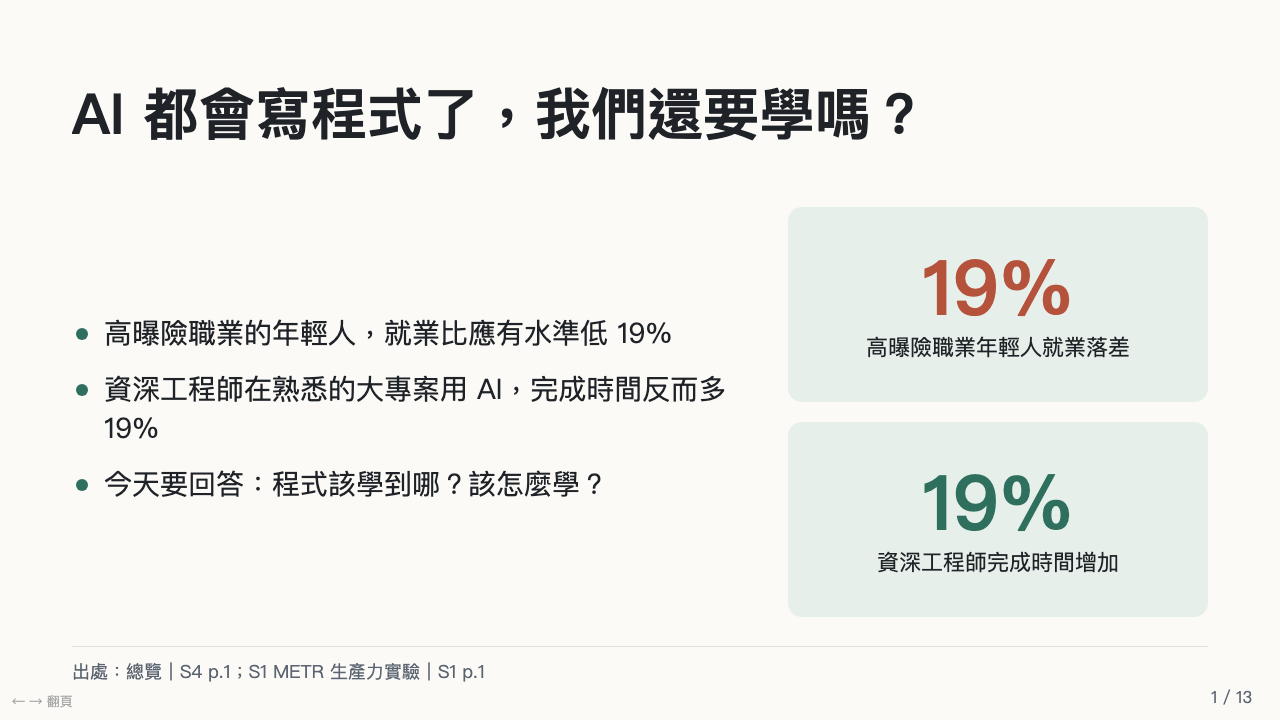 AI 都會寫程式了，我們還要學嗎？
高曝險職業的年輕人，就業比應有水準低 19%
資深工程師在熟悉的大專案用 AI，完成時間反而多
19%
今天要回答：程式該學到哪？該怎麼學？
19%
高曝險職業年輕人就業落差
19%
資深工程師完成時間增加
出處：總覽｜S4 p.1；S1 METR 生產力實驗｜S1 p.1
←→ 翻頁
1 / 13